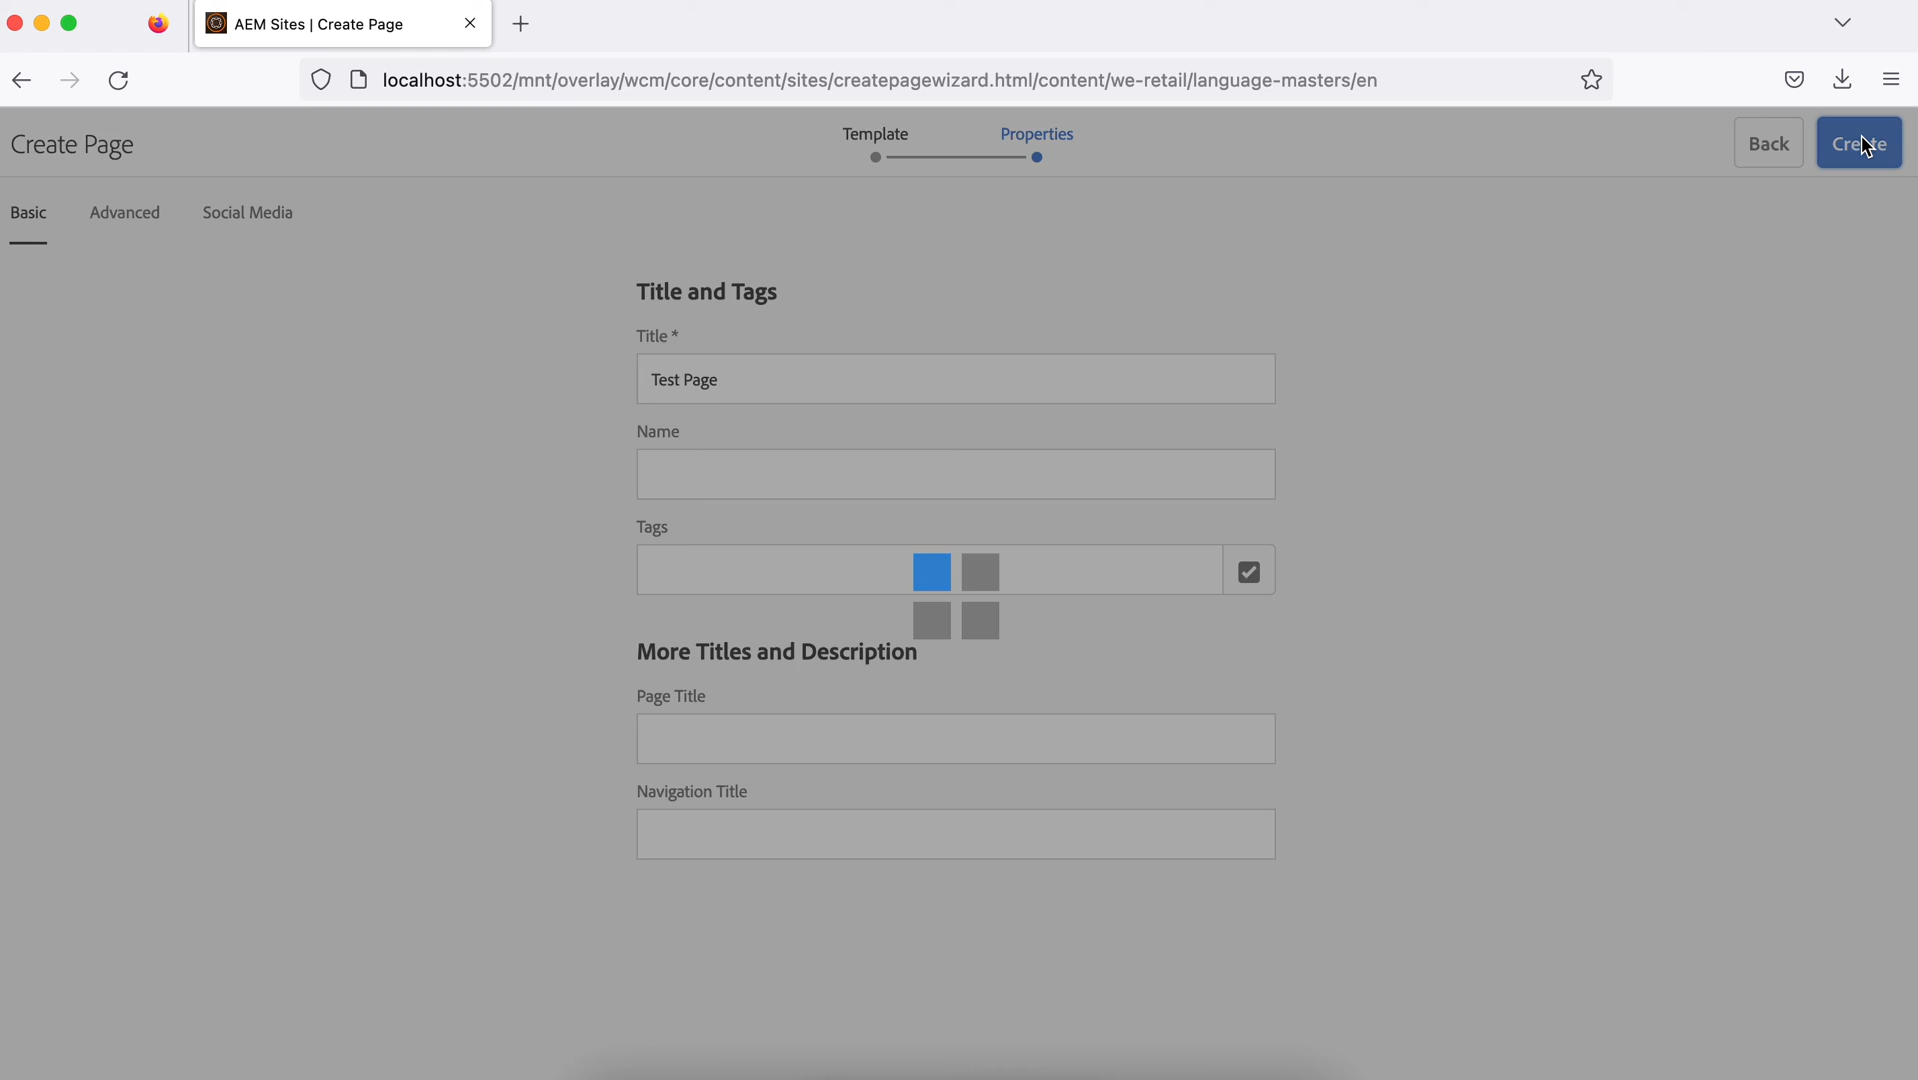 AEM Sites | Create Page
localhost:5502/mnt/overlay/wcm/core/content/sites/createpagewizard.html/content/we-retail/language-masters/en
Create Page
Template
Properties
Back
Create
Basic
Advanced
Social Media
Title and Tags
Title *
Test Page
Name
Tags
More Titles and Description
Page Title
Navigation Title